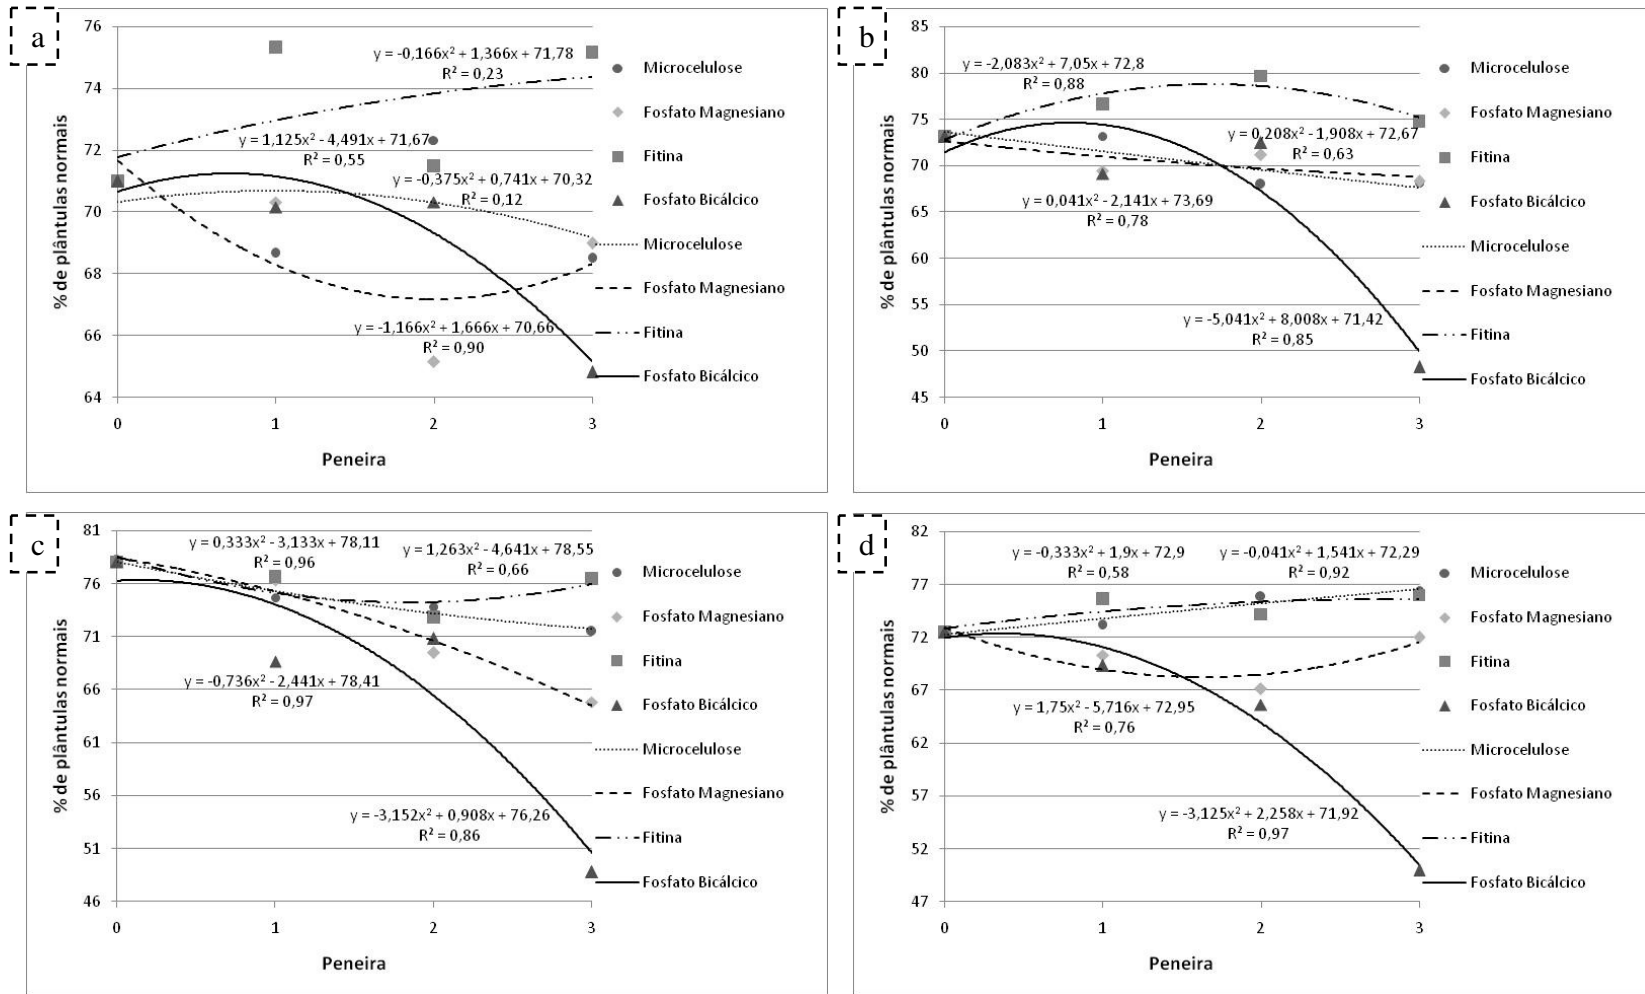 a
76
74
72
70
68
66
64
% de plântulas normais
0 1 2 3
Peneira
y = -0,166x² + 1,366x + 71,78
R² = 0,23
y = 1,125x² - 4,491x + 71,67
R² = 0,55
y = -0,375x² + 0,741x + 70,32
R² = 0,12
y = -1,166x² + 1,666x + 70,66
R² = 0,90
Microcelulose
Fosfato Magnesiano
Fitina
Fosfato Bicálcico
Microcelulose
Fosfato Magnesiano
Fitina
Fosfato Bicálcico
b
85
80
75
70
65
60
55
50
45
% de plântulas normais
0 1 2 3
Peneira
y = -2,083x² + 7,05x + 72,8
R² = 0,88
y = 0,208x² - 1,908x + 72,67
R² = 0,63
y = 0,041x² - 2,141x + 73,69
R² = 0,78
y = -5,041x² + 8,008x + 71,42
R² = 0,85
Microcelulose
Fosfato Magnesiano
Fitina
Fosfato Bicálcico
Microcelulose
Fosfato Magnesiano
Fitina
Fosfato Bicálcico
c
81
76
71
66
61
56
51
46
% de plântulas normais
0 1 2 3
Peneira
y = 0,333x² - 3,133x + 78,11
R² = 0,96
y = 1,263x² - 4,641x + 78,55
R² = 0,66
y = -0,736x² - 2,441x + 78,41
R² = 0,97
y = -3,152x² + 0,908x + 76,26
R² = 0,86
Microcelulose
Fosfato Magnesiano
Fitina
Fosfato Bicálcico
Microcelulose
Fosfato Magnesiano
Fitina
Fosfato Bicálcico
d
82
77
72
67
62
57
52
47
% de plântulas normais
0 1 2 3
Peneira
y = -0,333x² + 1,9x + 72,9
R² = 0,58
y = -0,041x² + 1,541x + 72,29
R² = 0,92
y = 1,75x² - 5,716x + 72,95
R² = 0,76
y = -3,125x² + 2,258x + 71,92
R² = 0,97
Microcelulose
Fosfato Magnesiano
Fitina
Fosfato Bicálcico
Microcelulose
Fosfato Magnesiano
Fitina
Fosfato Bicálcico